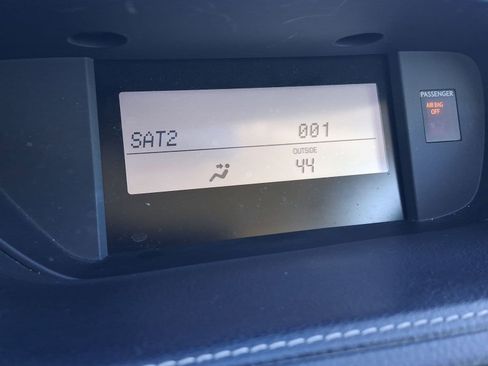 PASSENGER
AIR BAG
OFF
SAT2 001
OUTSIDE
44